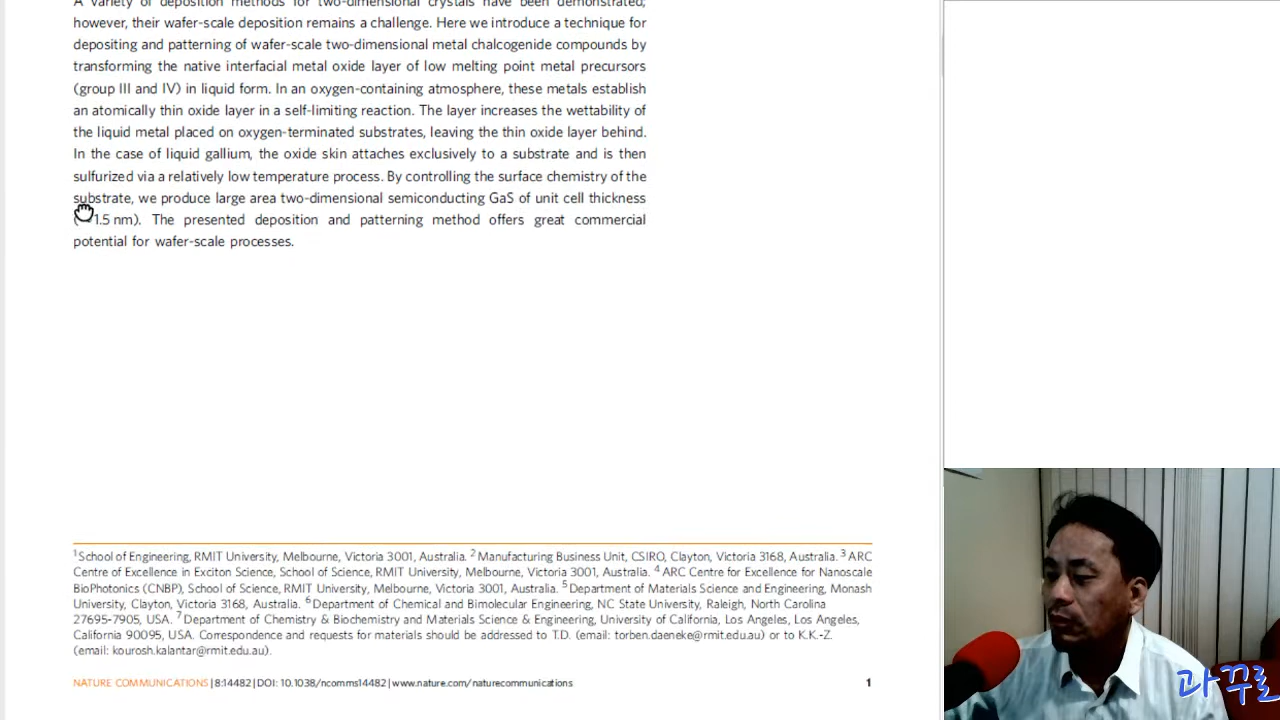 A variety of deposition methods for two-dimensional crystals have been demonstrated;
however, their wafer-scale deposition remains a challenge. Here we introduce a technique for
depositing and patterning of wafer-scale two-dimensional metal chalcogenide compounds by
transforming the native interfacial metal oxide layer of low melting point metal precursors
(group III and IV) in liquid form. In an oxygen-containing atmosphere, these metals establish
an atomically thin oxide layer in a self-limiting reaction. The layer increases the wettability of
the liquid metal placed on oxygen-terminated substrates, leaving the thin oxide layer behind.
In the case of liquid gallium, the oxide skin attaches exclusively to a substrate and is then
sulfurized via a relatively low temperature process. By controlling the surface chemistry of the
substrate, we produce large area two-dimensional semiconducting GaS of unit cell thickness
1.5 nm). The presented deposition and patterning method offers great commercial
potential for wafer-scale processes.
1 School of Engineering, RMIT University, Melbourne, Victoria 3001, Australia. 2 Manufacturing Business Unit, CSIRO, Clayton, Victoria 3168, Australia. 3 ARC
Centre of Excellence in Exciton Science, School of Science, RMIT University, Melbourne, Victoria 3001, Australia. 4 ARC Centre for Excellence for Nanoscale
BioPhotonics (CNBP), School of Science, RMIT University, Melbourne, Victoria 3001, Australia. 5 Department of Materials Science and Engineering, Monash
University, Clayton, Victoria 3168, Australia. 6 Department of Chemical and Bimolecular Engineering, NC State University, Raleigh, North Carolina
27695-7905, USA. 7 Department of Chemistry & Biochemistry and Materials Science & Engineering, University of California, Los Angeles, Los Angeles,
California 90095, USA. Correspondence and requests for materials should be addressed to T.D. (email: torben.daeneke@rmit.edu.au) or to K.K.-Z.
(email: kourosh.kalantar@rmit.edu.au).
NATURE COMMUNICATIONS | 8:14482 | DOI: 10.1038/ncomms14482 | www.nature.com/naturecommunications 1
과꾸로